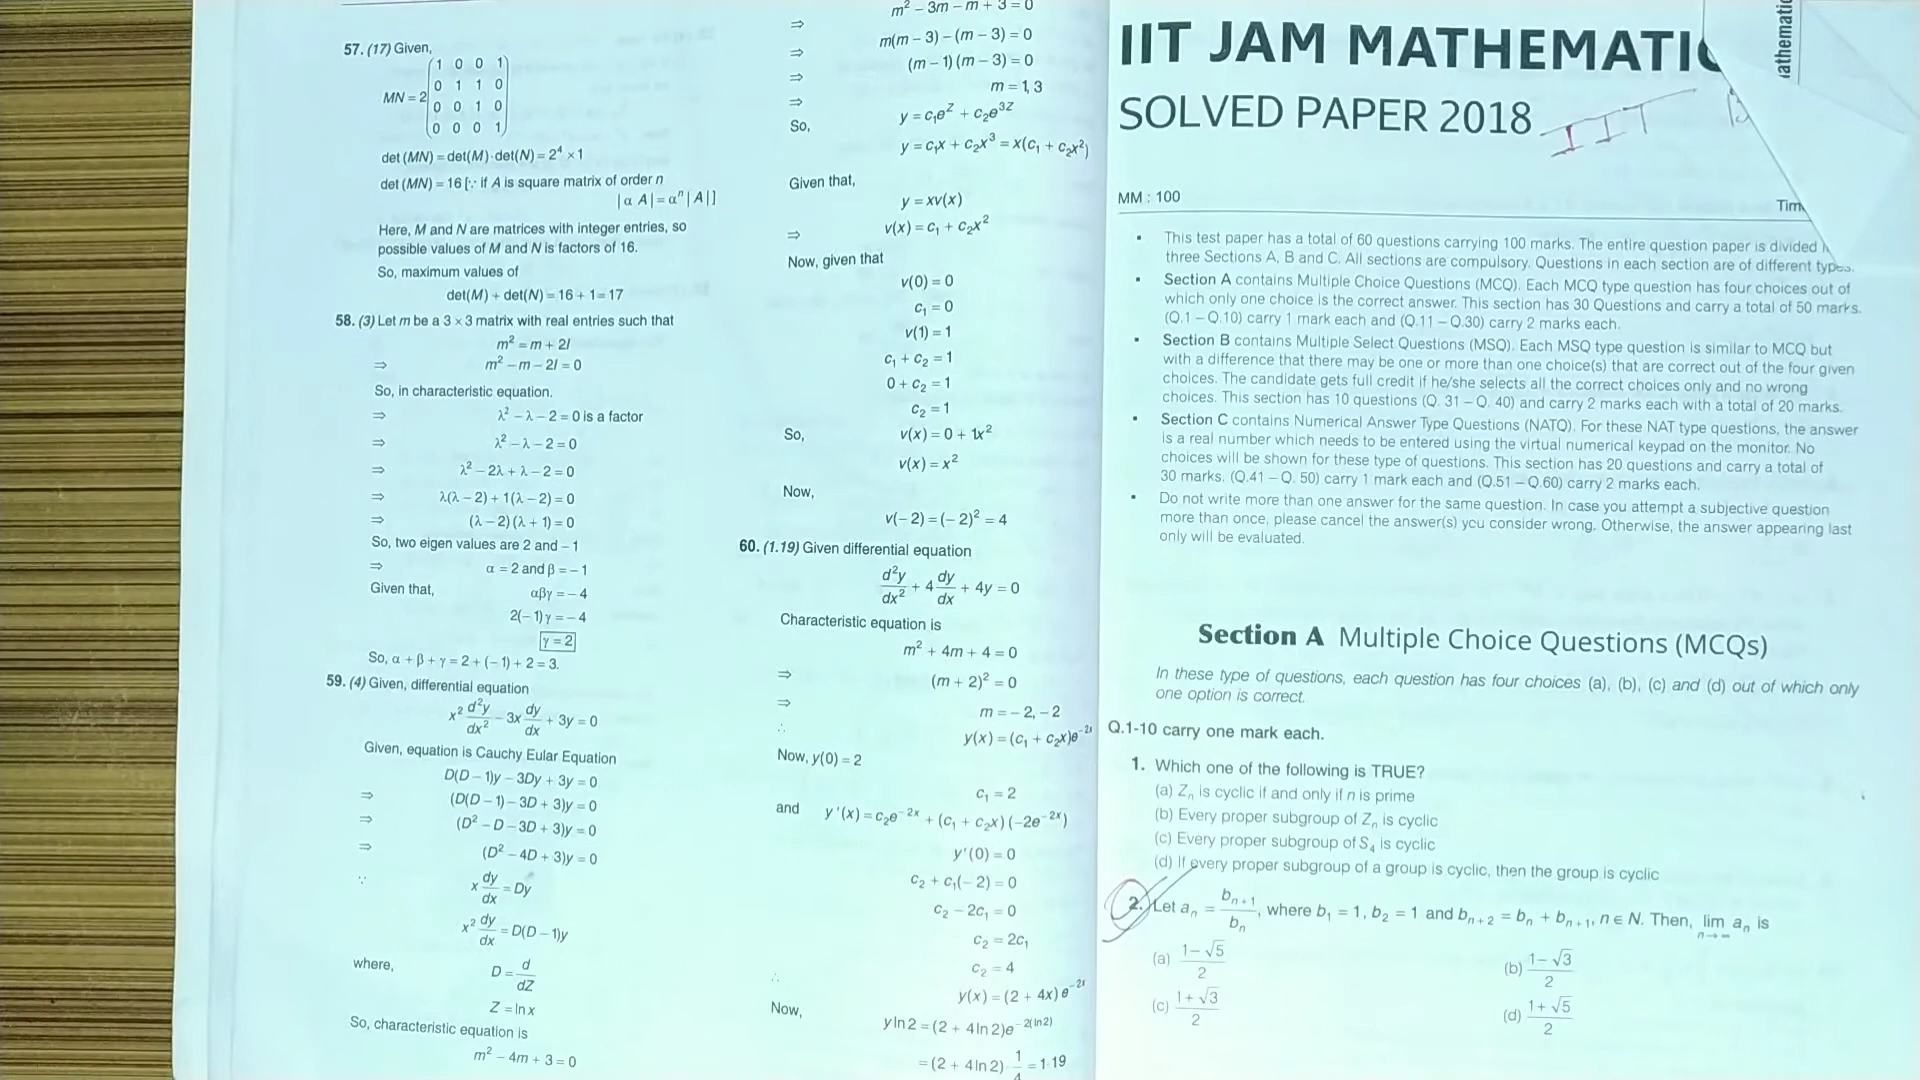 57. (17) Given,
MN = 2
1 0 0 1
0 1 1 0
0 0 1 0
0 0 0 1
det (MN) = det(M)·det(N) = 2⁴ × 1
det (MN) = 16 [∵ if A is square matrix of order n
|α A| = αⁿ | A|]
Here, M and N are matrices with integer entries, so
possible values of M and N is factors of 16.
So, maximum values of
det(M) + det(N) = 16 + 1 = 17
58. (3) Let m be a 3 × 3 matrix with real entries such that
m² = m + 2I
⇒ m² – m – 2I = 0
So, in characteristic equation.
⇒ λ² – λ – 2 = 0 is a factor
⇒ λ² – λ – 2 = 0
⇒ λ² – 2λ + λ – 2 = 0
⇒ λ(λ – 2) + 1(λ – 2) = 0
⇒ (λ – 2) (λ + 1) = 0
So, two eigen values are 2 and – 1
⇒ α = 2 and β = – 1
Given that, αβγ = – 4
2(– 1) γ = – 4
γ = 2
So, α + β + γ = 2 + (– 1) + 2 = 3.
59. (4) Given, differential equation
x² d²y/dx² – 3x dy/dx + 3y = 0
Given, equation is Cauchy Eular Equation
D(D – 1)y – 3Dy + 3y = 0
⇒ (D(D – 1) – 3D + 3)y = 0
⇒ (D² – D – 3D + 3)y = 0
⇒ (D² – 4D + 3)y = 0
∵ x dy/dx = Dy
x² dy/dx = D(D – 1)y
where, D = d/dZ
Z = ln x
So, characteristic equation is
m² – 4m + 3 = 0
⇒ m² – 3m – m + 3 = 0
⇒ m(m – 3) – (m – 3) = 0
⇒ (m – 1) (m – 3) = 0
⇒ m = 1, 3
So, y = c₁e^Z + c₂e^3Z
y = c₁x + c₂x³ = x(c₁ + c₂x²)
Given that,
y = xv(x)
⇒ v(x) = c₁ + c₂x²
Now, given that
v(0) = 0
c₁ = 0
v(1) = 1
c₁ + c₂ = 1
0 + c₂ = 1
c₂ = 1
So, v(x) = 0 + 1x²
v(x) = x²
Now,
v(– 2) = (– 2)² = 4
60. (1.19) Given differential equation
d²y/dx² + 4 dy/dx + 4y = 0
Characteristic equation is
m² + 4m + 4 = 0
⇒ (m + 2)² = 0
⇒ m = – 2, – 2
∴ y(x) = (c₁ + c₂x)e^–2x
Now, y(0) = 2
c₁ = 2
and y'(x) = c₂e^–2x + (c₁ + c₂x) (–2e^–2x)
y'(0) = 0
c₂ + c₁(– 2) = 0
c₂ – 2c₁ = 0
c₂ = 2c₁
c₂ = 4
∴ y(x) = (2 + 4x) e^–2x
Now, y ln 2 = (2 + 4 ln 2)e^–2(ln 2)
= (2 + 4 ln 2) · 1/4 = 1·19
IIT JAM MATHEMATIC
SOLVED PAPER 2018
IIT
athematic
MM : 100
Tim
▪ This test paper has a total of 60 questions carrying 100 marks. The entire question paper is divided
three Sections A, B and C. All sections are compulsory. Questions in each section are of different types.
▪ Section A contains Multiple Choice Questions (MCQ). Each MCQ type question has four choices out of
which only one choice is the correct answer. This section has 30 Questions and carry a total of 50 marks.
(Q.1 – Q.10) carry 1 mark each and (Q.11 – Q.30) carry 2 marks each.
▪ Section B contains Multiple Select Questions (MSQ). Each MSQ type question is similar to MCQ but
with a difference that there may be one or more than one choice(s) that are correct out of the four given
choices. The candidate gets full credit if he/she selects all the correct choices only and no wrong
choices. This section has 10 questions (Q. 31 – Q. 40) and carry 2 marks each with a total of 20 marks.
▪ Section C contains Numerical Answer Type Questions (NATQ). For these NAT type questions, the answer
is a real number which needs to be entered using the virtual numerical keypad on the monitor. No
choices will be shown for these type of questions. This section has 20 questions and carry a total of
30 marks. (Q.41 – Q. 50) carry 1 mark each and (Q.51 – Q.60) carry 2 marks each.
▪ Do not write more than one answer for the same question. In case you attempt a subjective question
more than once, please cancel the answer(s) you consider wrong. Otherwise, the answer appearing last
only will be evaluated.
Section A Multiple Choice Questions (MCQs)
In these type of questions, each question has four choices (a), (b), (c) and (d) out of which only
one option is correct.
Q.1-10 carry one mark each.
1. Which one of the following is TRUE?
(a) Zₙ is cyclic if and only if n is prime
(b) Every proper subgroup of Zₙ is cyclic
(c) Every proper subgroup of S₄ is cyclic
(d) If every proper subgroup of a group is cyclic, then the group is cyclic
2. Let aₙ = bₙ₊₁/bₙ, where b₁ = 1, b₂ = 1 and bₙ₊₂ = bₙ + bₙ₊₁, n ∈ N. Then, lim n→∞ aₙ is
(a) 1– √5/2 (b) 1– √3/2
(c) 1+ √3/2 (d) 1+ √5/2